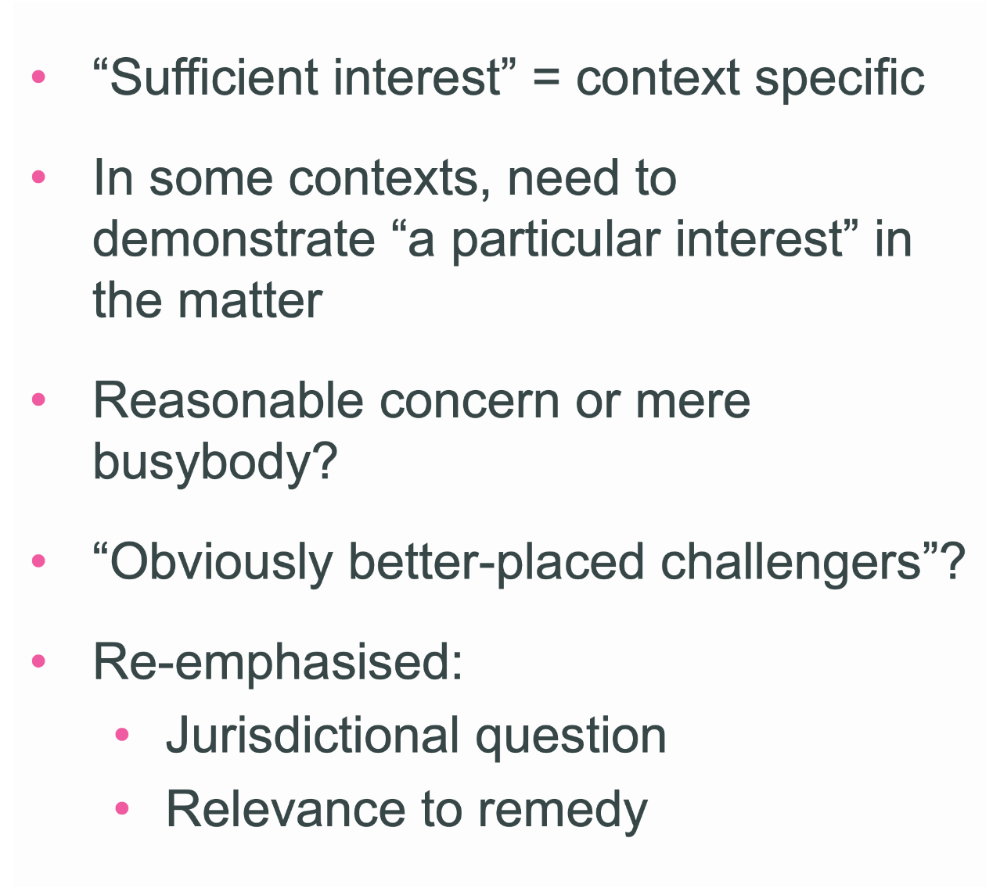 • “Sufficient interest” = context specific
• In some contexts, need to
demonstrate “a particular interest” in
the matter
• Reasonable concern or mere
busybody?
• “Obviously better-placed challengers”?
• Re-emphasised:
• Jurisdictional question
• Relevance to remedy